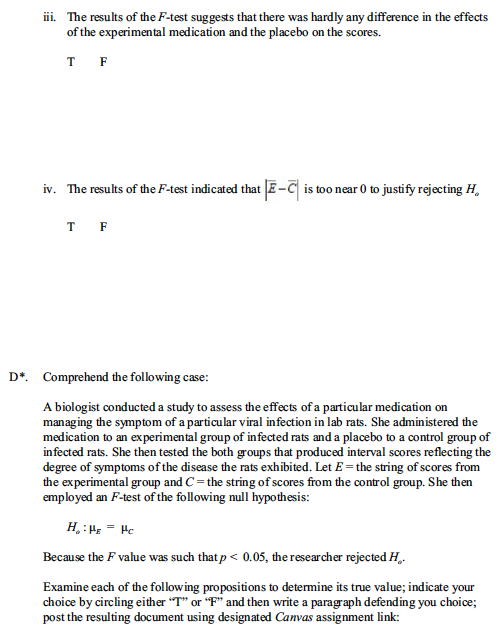 iii. The results of the F-test suggests that there was hardly any difference in the effects
of the experimental medication and the placebo on the scores.
T F
iv. The results of the F-test indicated that |E̅ – C̅| is too near 0 to justify rejecting Hₒ
T F
D*. Comprehend the following case:
A biologist conducted a study to assess the effects of a particular medication on
managing the symptom of a particular viral infection in lab rats. She administered the
medication to an experimental group of infected rats and a placebo to a control group of
infected rats. She then tested the both groups that produced interval scores reflecting the
degree of symptoms of the disease the rats exhibited. Let E = the string of scores from
the experimental group and C = the string of scores from the control group. She then
employed an F-test of the following null hypothesis:
Hₒ : μE = μC
Because the F value was such that p < 0.05, the researcher rejected Hₒ.
Examine each of the following propositions to determine its true value; indicate your
choice by circling either “T” or “F” and then write a paragraph defending you choice;
post the resulting document using designated Canvas assignment link: